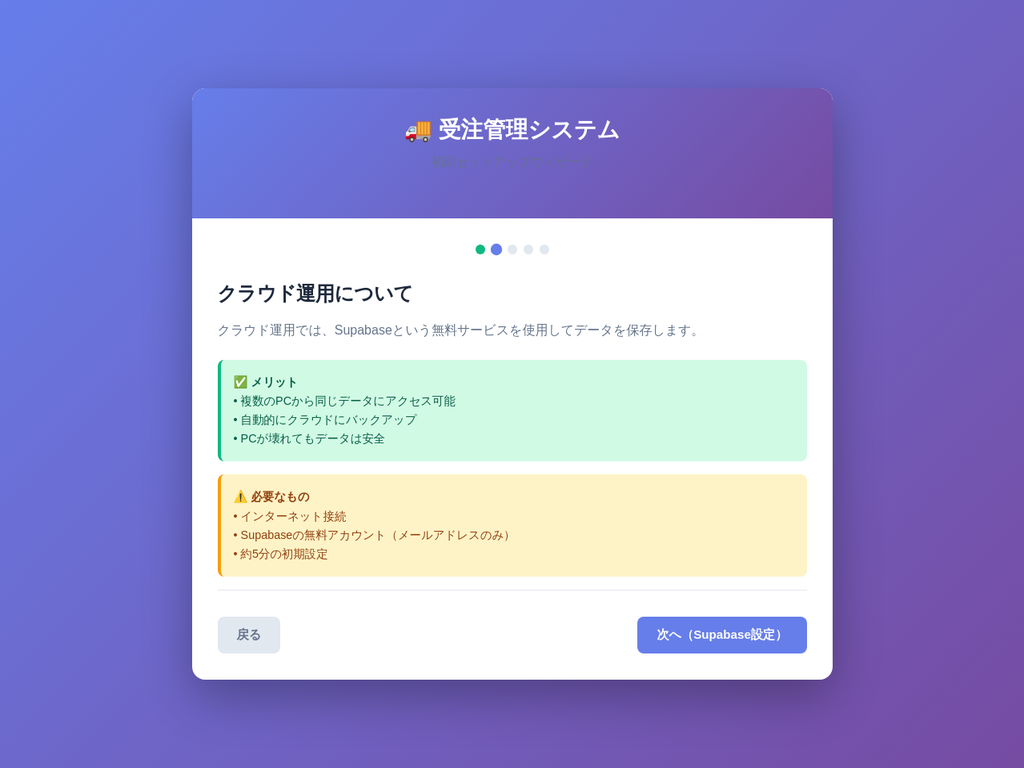 🚚 受注管理システム
クラウド運用について
クラウド運用では、Supabaseという無料サービスを使用してデータを保存します。
✅ メリット
• 複数のPCから同じデータにアクセス可能
• 自動的にクラウドにバックアップ
• PCが壊れてもデータは安全
⚠️ 必要なもの
• インターネット接続
• Supabaseの無料アカウント（メールアドレスのみ）
• 約5分の初期設定
戻る
次へ（Supabase設定）